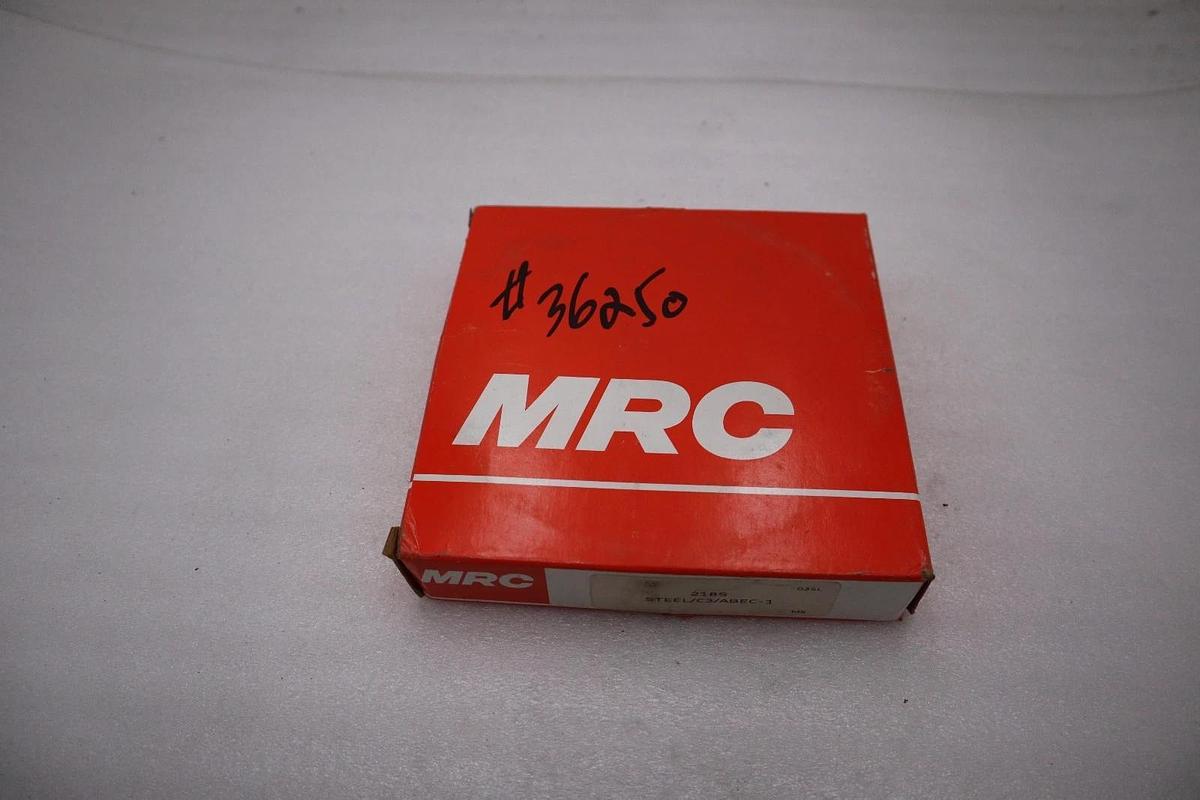 #36250
MRC
MRC
218S
STEEL/C3/ABEC-1